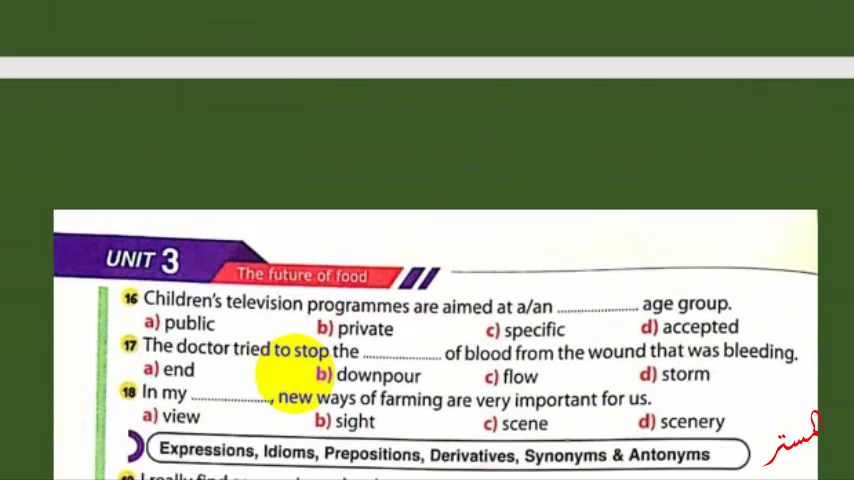 UNIT 3
The future of food
16 Children's television programmes are aimed at a/an ................ age group.
a) public b) private c) specific d) accepted
17 The doctor tried to stop the ................ of blood from the wound that was bleeding.
a) end b) downpour c) flow d) storm
18 In my ................, new ways of farming are very important for us.
a) view b) sight c) scene d) scenery
Expressions, Idioms, Prepositions, Derivatives, Synonyms & Antonyms
المستر